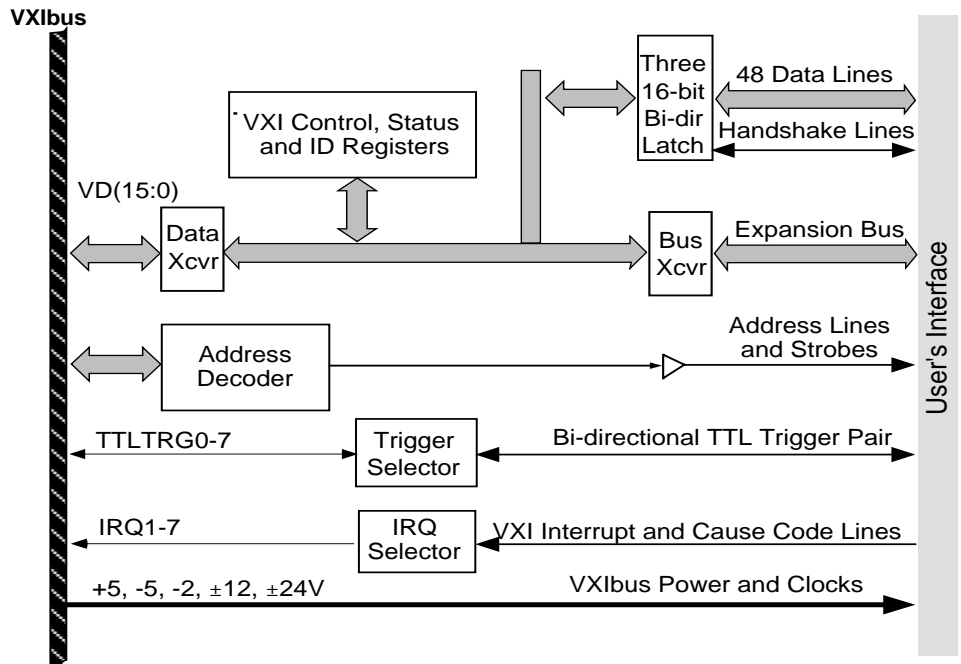 VXIbus
Three
16-bit
Bi-dir
Latch
48 Data Lines
Handshake Lines
VXI Control, Status
and ID Registers
VD(15:0)
Data
Xcvr
Bus
Xcvr
Expansion Bus
Address
Decoder
Address Lines
and Strobes
TTLTRG0-7
Trigger
Selector
Bi-directional TTL Trigger Pair
IRQ1-7
IRQ
Selector
VXI Interrupt and Cause Code Lines
+5, -5, -2, ±12, ±24V
VXIbus Power and Clocks
User's Interface